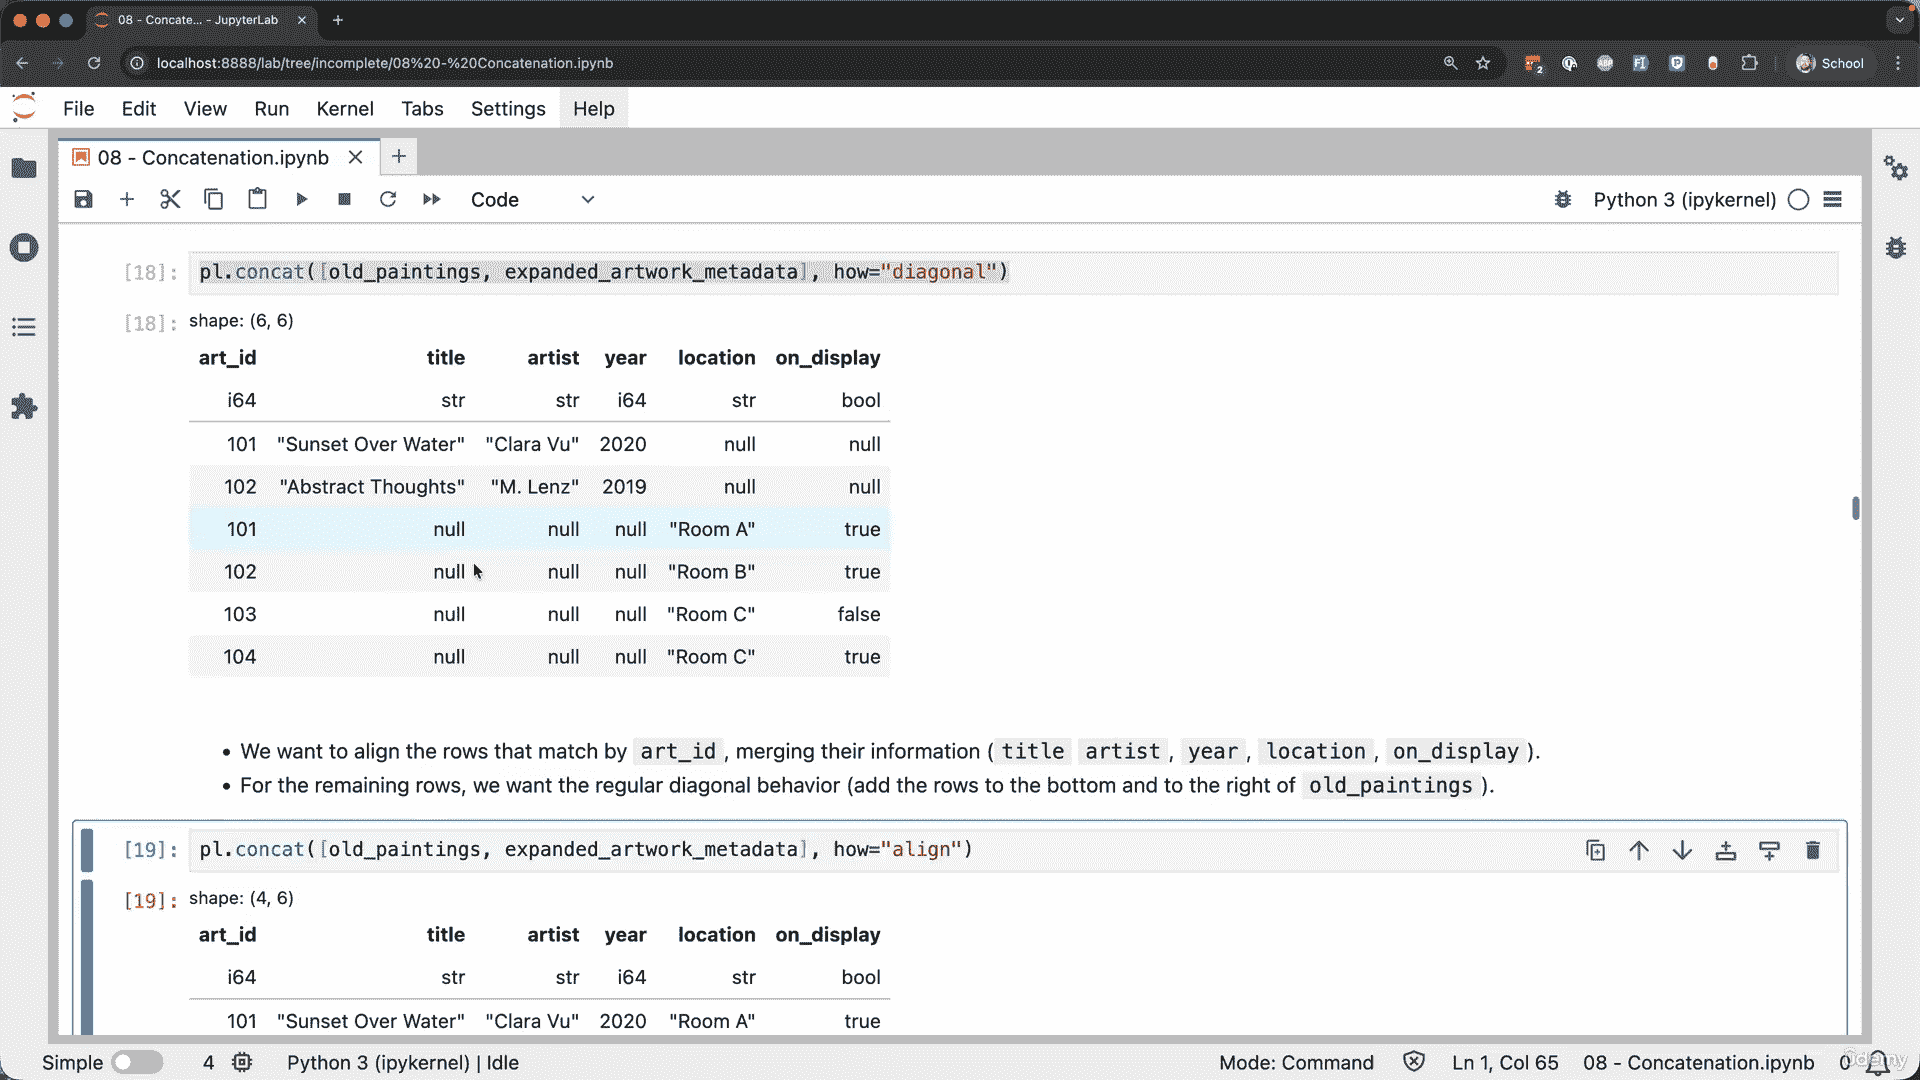 08 - Concate... - JupyterLab
localhost:8888/lab/tree/incomplete/08%20-%20Concatenation.ipynb
2
ABP
School
File Edit View Run Kernel Tabs Settings Help
08 - Concatenation.ipynb
Code
Python 3 (ipykernel)
[18]: pl.concat([old_paintings, expanded_artwork_metadata], how="diagonal")
[18]: shape: (6, 6)
art_id title artist year location on_display
i64 str str i64 str bool
101 "Sunset Over Water" "Clara Vu" 2020 null null
102 "Abstract Thoughts" "M. Lenz" 2019 null null
101 null null null "Room A" true
102 null null null "Room B" true
103 null null null "Room C" false
104 null null null "Room C" true
• We want to align the rows that match by art_id, merging their information (title artist, year, location, on_display).
• For the remaining rows, we want the regular diagonal behavior (add the rows to the bottom and to the right of old_paintings).
[19]: pl.concat([old_paintings, expanded_artwork_metadata], how="align")
[19]: shape: (4, 6)
art_id title artist year location on_display
i64 str str i64 str bool
101 "Sunset Over Water" "Clara Vu" 2020 "Room A" true
Simple 4 Python 3 (ipykernel) | Idle Mode: Command Ln 1, Col 65 08 - Concatenation.ipynb 0
udemy